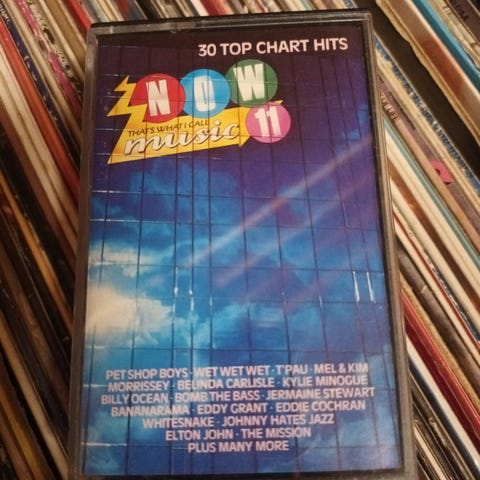 30 TOP CHART HITS
NOW
THAT'S WHAT I CALL
music 11
PET SHOP BOYS · WET WET WET · T'PAU · MEL & KIM
MORRISSEY · BELINDA CARLISLE · KYLIE MINOGUE
BILLY OCEAN · BOMB THE BASS · JERMAINE STEWART
BANANARAMA · EDDY GRANT · EDDIE COCHRAN
WHITESNAKE · JOHNNY HATES JAZZ
ELTON JOHN · THE MISSION
PLUS MANY MORE